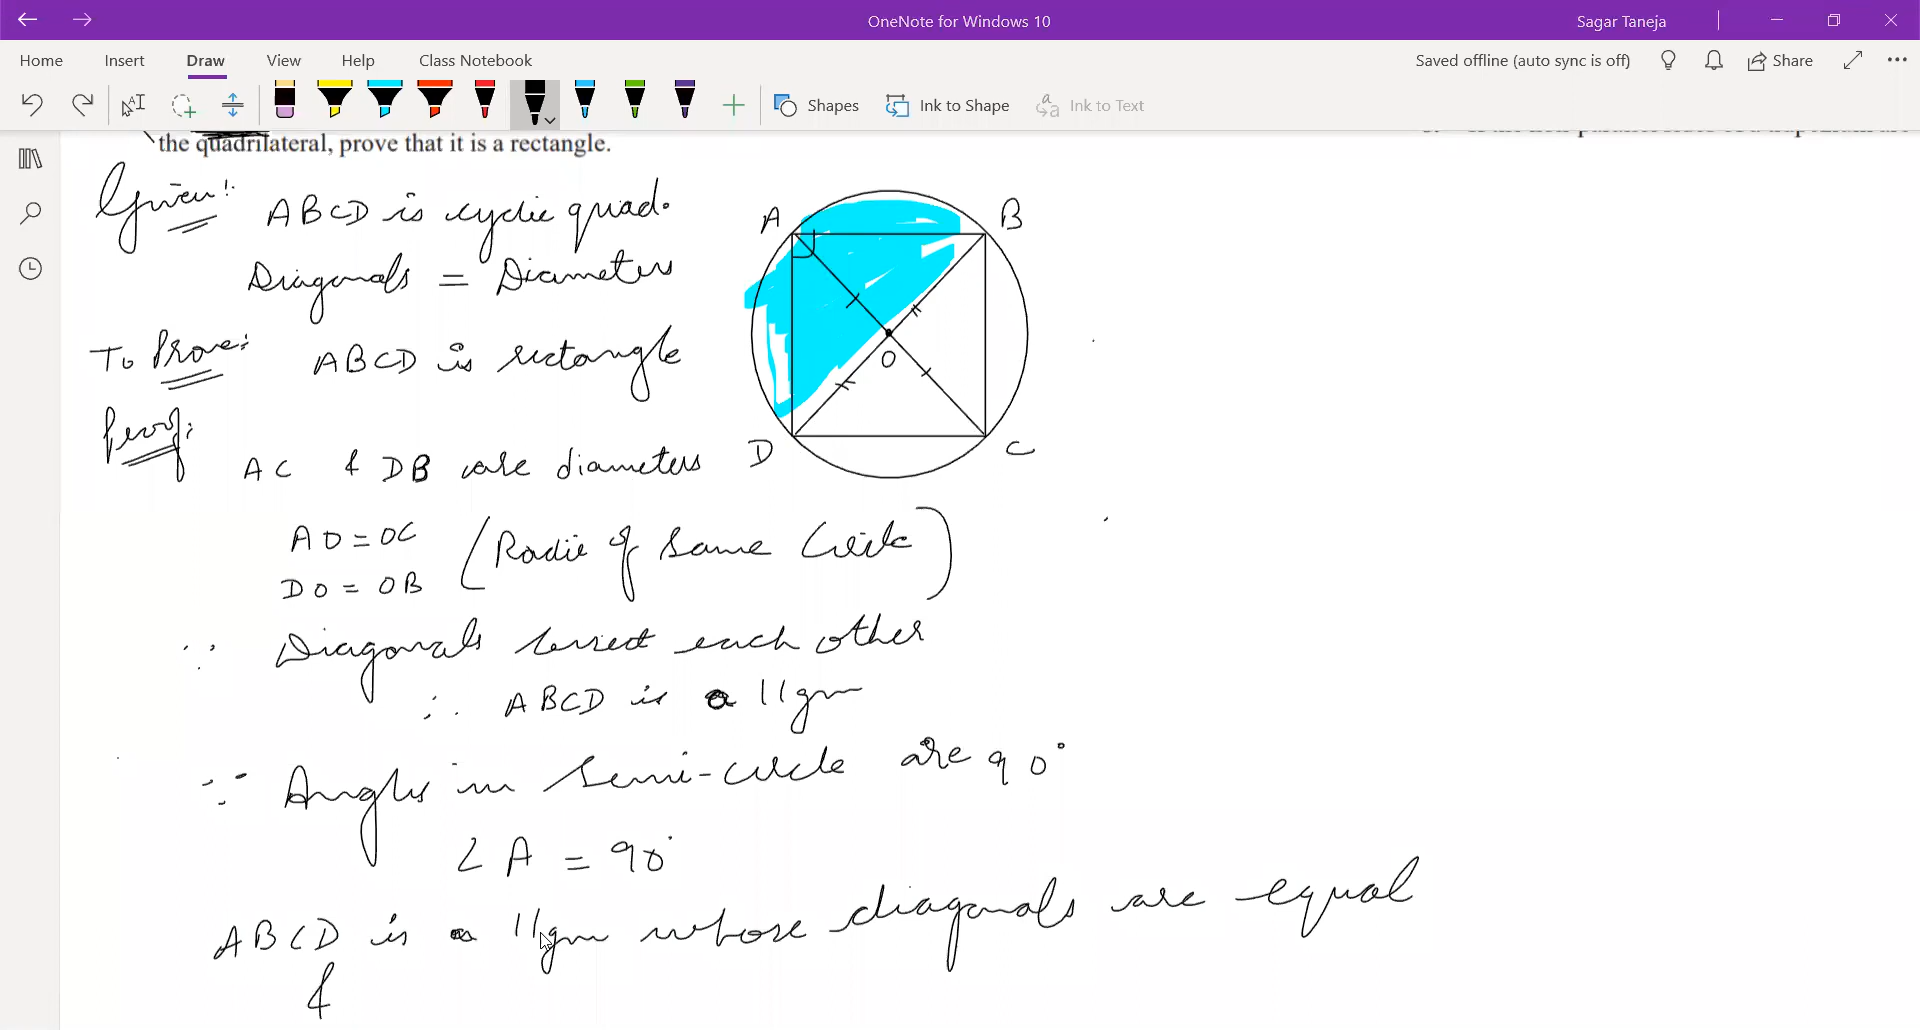 OneNote for Windows 10
Sagar Taneja
Home Insert Draw View Help Class Notebook
Saved offline (auto sync is off) Share
Shapes Ink to Shape Ink to Text
the quadrilateral, prove that it is a rectangle.
Given:
ABCD is cyclic quad.
Diagonals = Diameters
To Prove:
ABCD is rectangle
Proof:
AC & DB are diameters
A B
O
D C
AO = OC
DO = OB (Radii of same circle)
∵ Diagonals bisect each other
∴ ABCD is a ||gm
∵ Angles in semi-circle are 90°
∠A = 90°
ABCD is a ||gm whose diagonals are equal
&